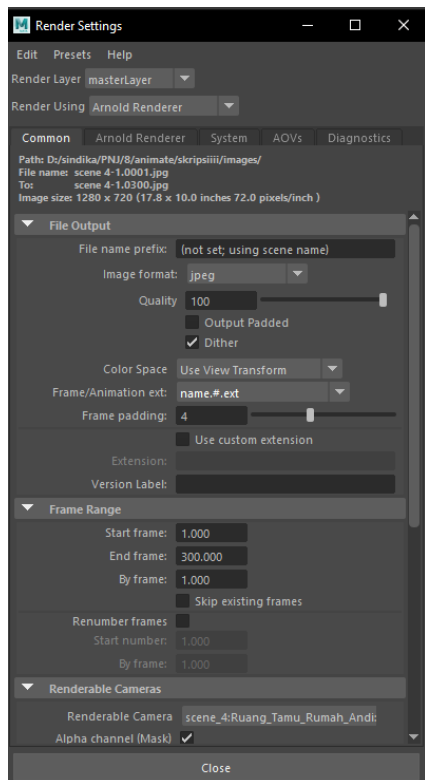 M Render Settings
Edit Presets Help
Render Layer masterLayer
Render Using Arnold Renderer
Common Arnold Renderer System AOVs Diagnostics
Path: D:/sindika/PNJ/8/animate/skripsiiii/images/
File name: scene 4-1.0001.jpg
To: scene 4-1.0300.jpg
Image size: 1280 x 720 (17.8 x 10.0 inches 72.0 pixels/inch )
File Output
File name prefix: (not set; using scene name)
Image format: jpeg
Quality 100
Output Padded
Dither
Color Space Use View Transform
Frame/Animation ext: name.#.ext
Frame padding: 4
Use custom extension
Extension:
Version Label:
Frame Range
Start frame: 1.000
End frame: 300.000
By frame: 1.000
Skip existing frames
Renumber frames
Start number: 1.000
By frame: 1.000
Renderable Cameras
Renderable Camera scene_4:Ruang_Tamu_Rumah_Andi:
Alpha channel (Mask)
Close